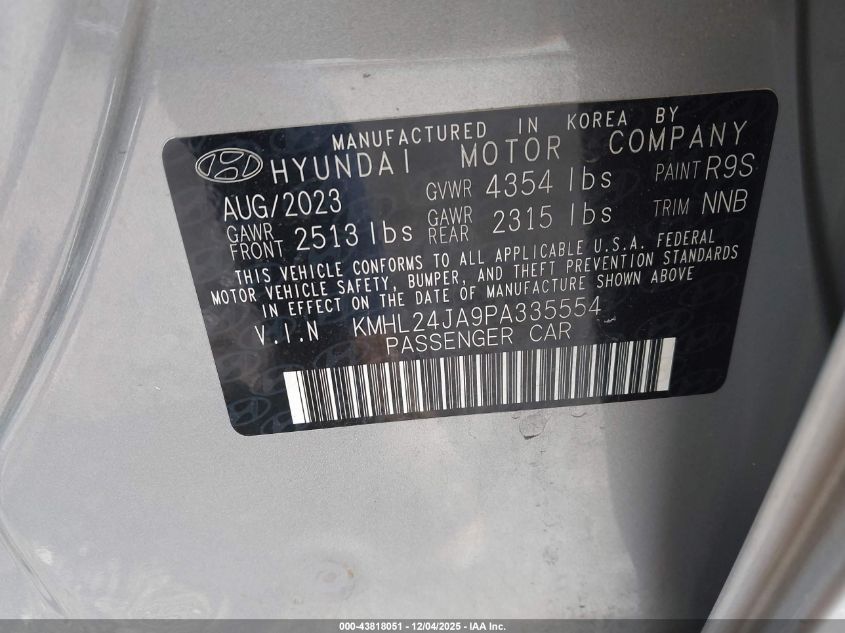 MANUFACTURED IN KOREA BY
HYUNDAI MOTOR COMPANY
AUG/2023 GVWR 4354 lbs PAINT R9S
GAWR FRONT 2513 lbs GAWR REAR 2315 lbs TRIM NNB
THIS VEHICLE CONFORMS TO ALL APPLICABLE U.S.A. FEDERAL
MOTOR VEHICLE SAFETY, BUMPER, AND THEFT PREVENTION STANDARDS
IN EFFECT ON THE DATE OF MANUFACTURE SHOWN ABOVE
V.I.N KMHL24JA9PA335554
PASSENGER CAR
000-43818051 - 12/04/2025 - IAA Inc.